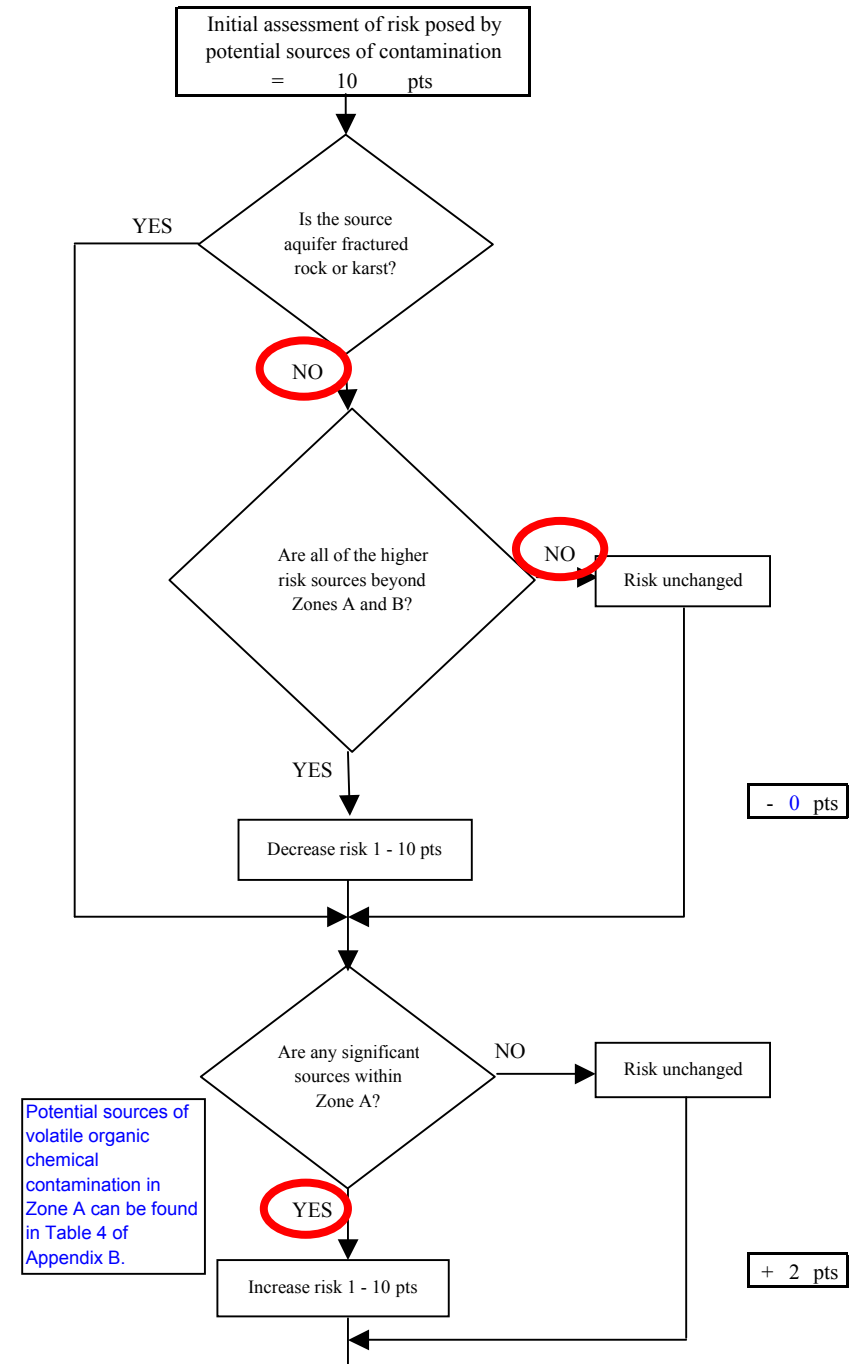 Initial assessment of risk posed by
potential sources of contamination
= 10 pts
YES
Is the source
aquifer fractured
rock or karst?
NO
Are all of the higher
risk sources beyond
Zones A and B?
NO
Risk unchanged
YES
- 0 pts
Decrease risk 1 - 10 pts
Are any significant
sources within
Zone A?
NO
Risk unchanged
Potential sources of
volatile organic
chemical
contamination in
Zone A can be found
in Table 4 of
Appendix B.
YES
Increase risk 1 - 10 pts
+ 2 pts